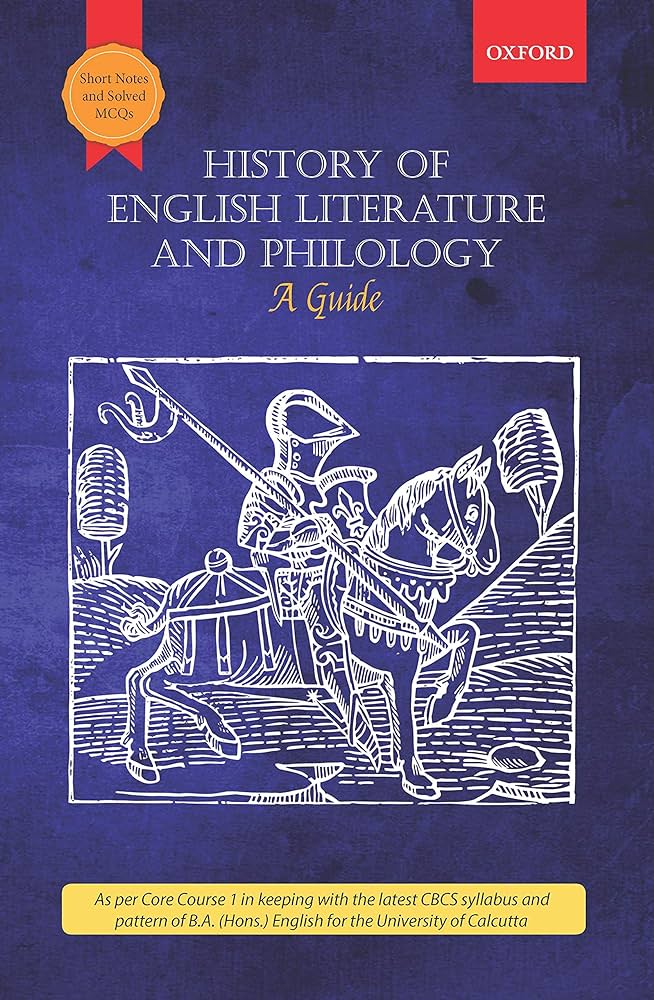 Short Notes
and Solved
MCQs
OXFORD
HISTORY OF
ENGLISH LITERATURE
AND PHILOLOGY
A Guide
As per Core Course 1 in keeping with the latest CBCS syllabus and
pattern of B.A. (Hons.) English for the University of Calcutta